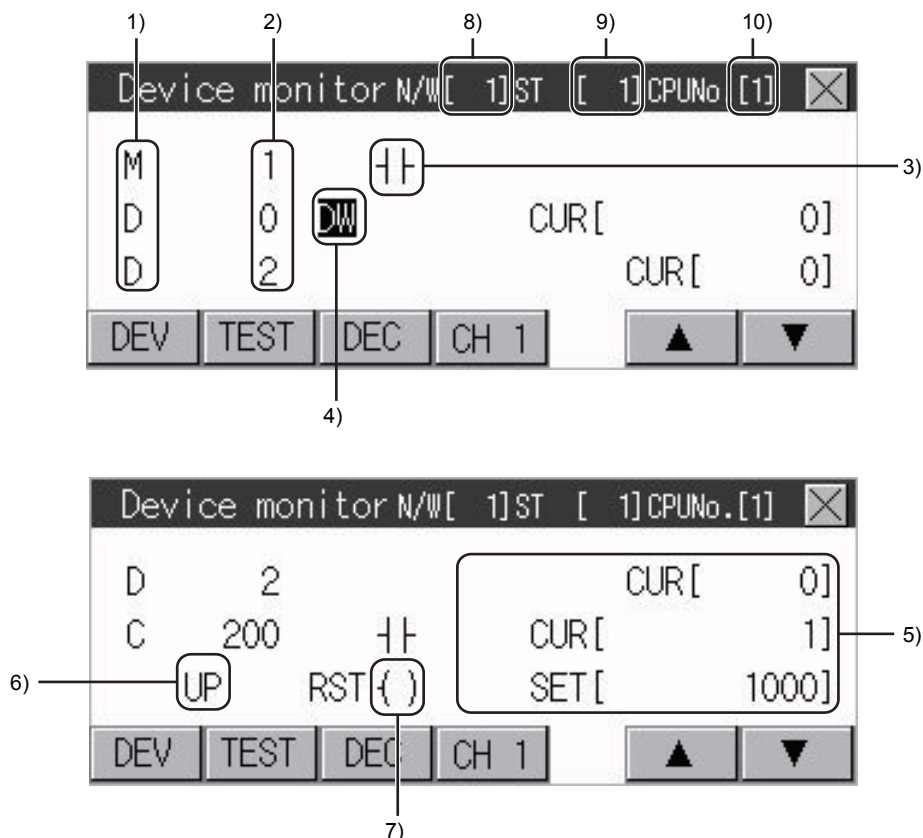 1) 2) 8) 9) 10)
Device monitor N/W[ 1]ST [ 1]CPUNo.[1]
M 1 3)
D 0 DW CUR[ 0]
D 2 CUR[ 0]
DEV TEST DEC CH 1 ▲ ▼
4)
Device monitor N/W[ 1]ST [ 1]CPUNo.[1]
D 2 CUR[ 0]
C 200 CUR[ 1] 5)
6) UP RST ( ) SET[ 1000]
DEV TEST DEC CH 1 ▲ ▼
7)